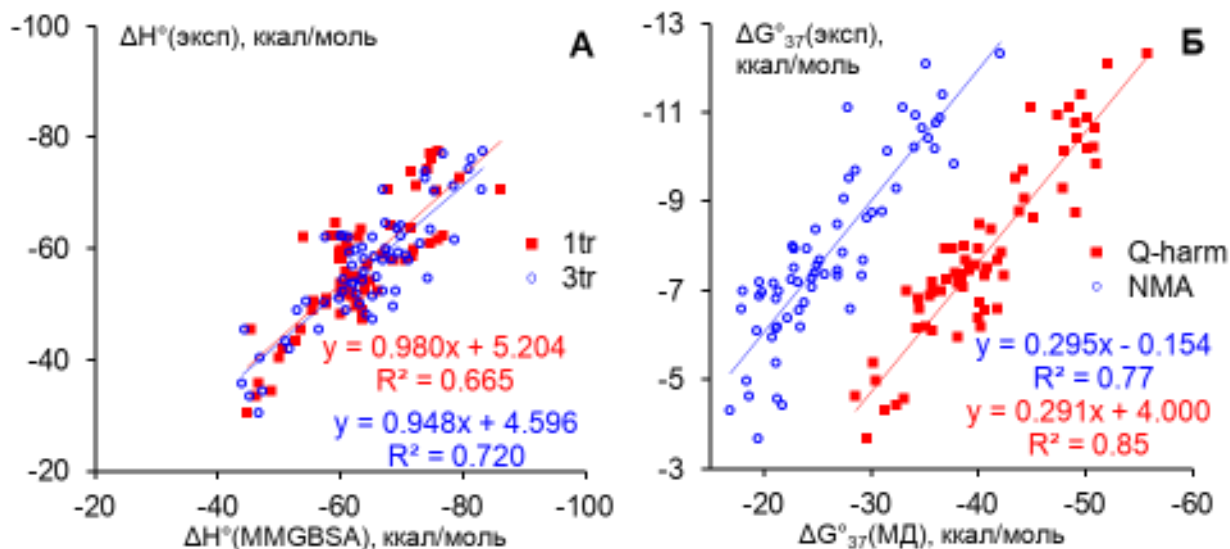 -100
ΔH°(эксп), ккал/моль
А
-80
-60
1tr
3tr
-40
y = 0.980x + 5.204
R² = 0.665
y = 0.948x + 4.596
R² = 0.720
-20
-20 -40 -60 -80 -100
ΔH°(MMGBSA), ккал/моль
-13
ΔG°₃₇(эксп),
ккал/моль
Б
-11
-9
Q-harm
NMA
-7
y = 0.295x - 0.154
R² = 0.77
-5
y = 0.291x + 4.000
R² = 0.85
-3
-20 -30 -40 -50 -60
ΔG°₃₇(МД), ккал/моль